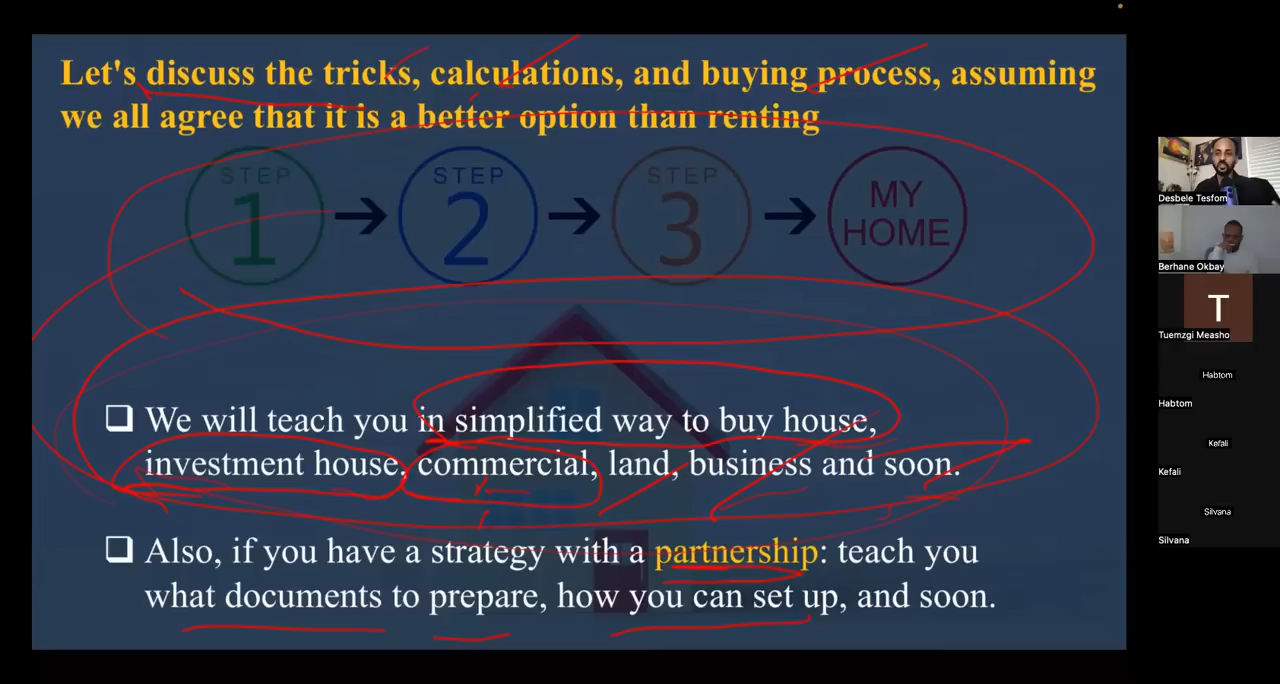 Let's discuss the tricks, calculations, and buying process, assuming
we all agree that it is a better option than renting
STEP
1
STEP
2
STEP
3
MY
HOME
❑ We will teach you in simplified way to buy house,
investment house, commercial, land, business and soon.
❑ Also, if you have a strategy with a partnership: teach you
what documents to prepare, how you can set up, and soon.
Desbele Tesfom
Berhane Okbay
T
Tuemzgi Measho
Habtom
Habtom
Kefali
Kefali
Silvana
Silvana